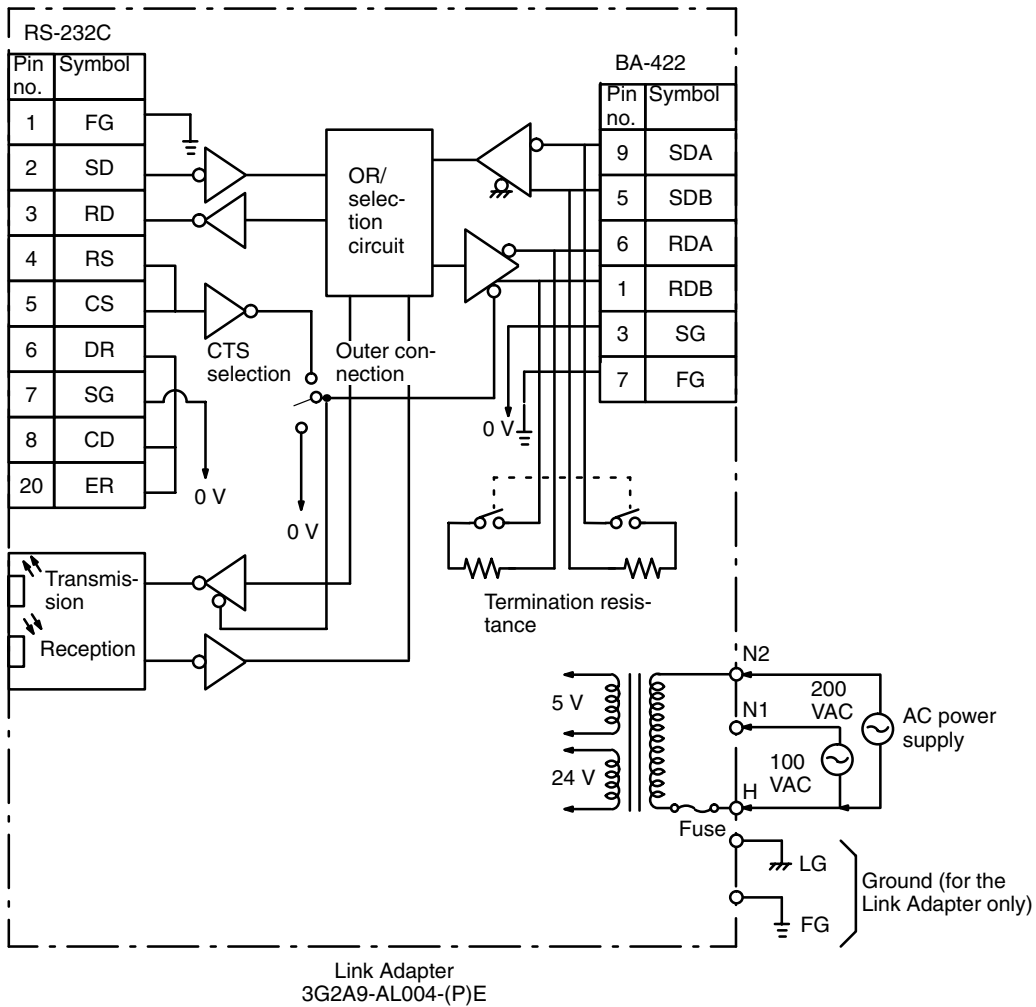 RS-232C
Pin no. Symbol
1 FG
2 SD
3 RD
4 RS
5 CS
6 DR
7 SG
8 CD
20 ER
OR/
selec-
tion
circuit
BA-422
Pin no. Symbol
9 SDA
5 SDB
6 RDA
1 RDB
3 SG
7 FG
CTS
selection
Outer con-
nection
0 V
0 V
0 V
Transmis-
sion
Reception
Termination resis-
tance
5 V
24 V
N2
200
VAC
N1
100
VAC
H
AC power
supply
Fuse
LG
FG
Ground (for the
Link Adapter only)
Link Adapter
3G2A9-AL004-(P)E